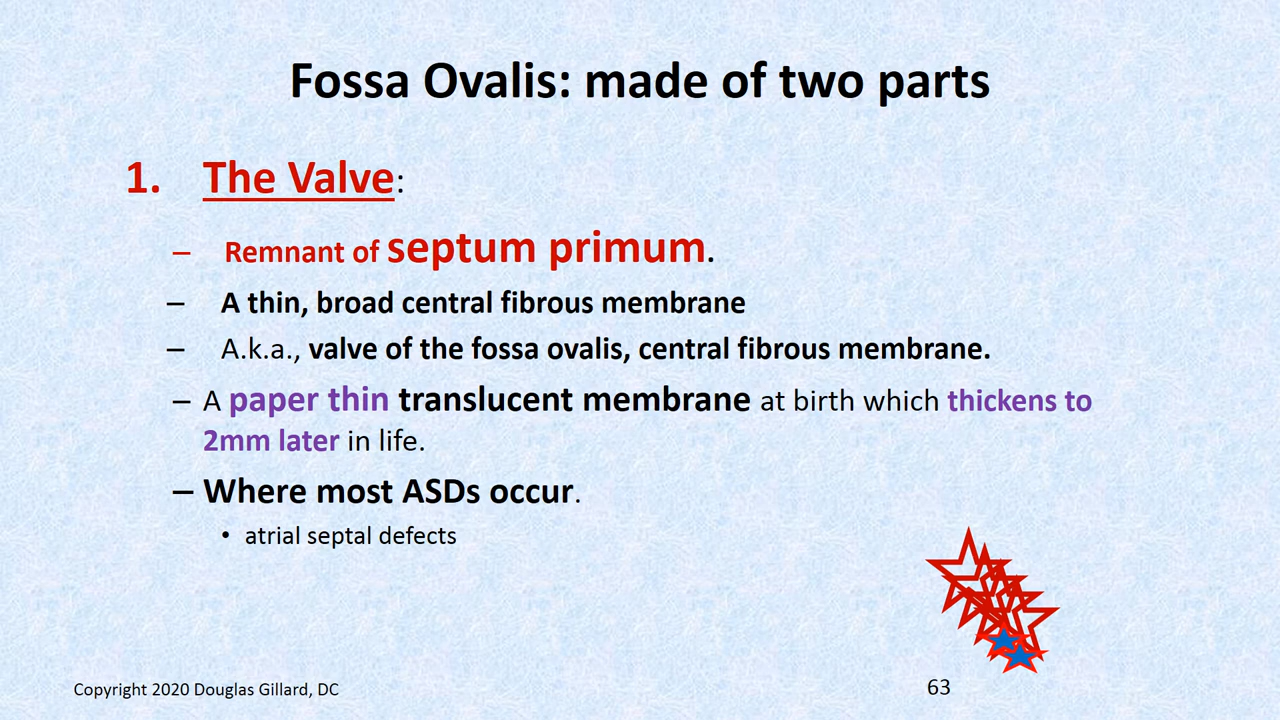 Fossa Ovalis: made of two parts
1. The Valve:
– Remnant of septum primum.
– A thin, broad central fibrous membrane
– A.k.a., valve of the fossa ovalis, central fibrous membrane.
– A paper thin translucent membrane at birth which thickens to
2mm later in life.
– Where most ASDs occur.
• atrial septal defects
Copyright 2020 Douglas Gillard, DC
63